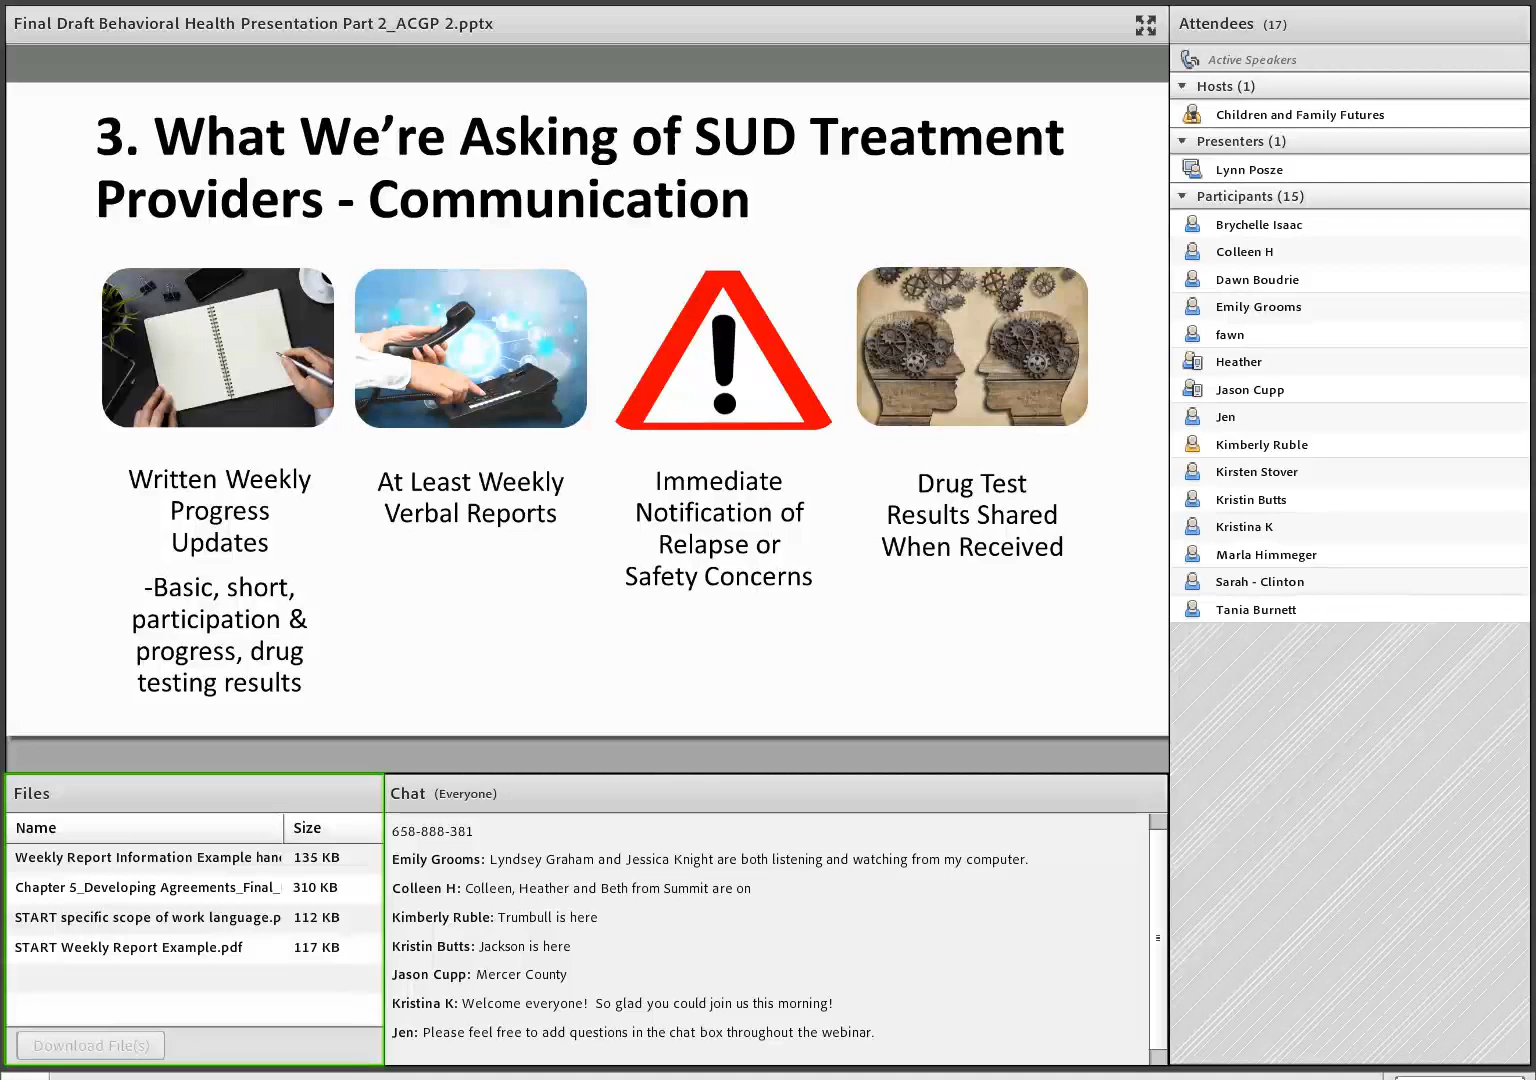 Final Draft Behavioral Health Presentation Part 2_ACGP 2.pptx
3. What We’re Asking of SUD Treatment
Providers - Communication
Written Weekly
Progress
Updates
-Basic, short,
participation &
progress, drug
testing results
At Least Weekly
Verbal Reports
Immediate
Notification of
Relapse or
Safety Concerns
Drug Test
Results Shared
When Received
Files
Name Size
Weekly Report Information Example han 135 KB
Chapter 5_Developing Agreements_Final_ 310 KB
START specific scope of work language.p 112 KB
START Weekly Report Example.pdf 117 KB
Download File(s)
Chat (Everyone)
658-888-381
Emily Grooms: Lyndsey Graham and Jessica Knight are both listening and watching from my computer.
Colleen H: Colleen, Heather and Beth from Summit are on
Kimberly Ruble: Trumbull is here
Kristin Butts: Jackson is here
Jason Cupp: Mercer County
Kristina K: Welcome everyone! So glad you could join us this morning!
Jen: Please feel free to add questions in the chat box throughout the webinar.
Attendees (17)
Active Speakers
Hosts (1)
Children and Family Futures
Presenters (1)
Lynn Posze
Participants (15)
Brychelle Isaac
Colleen H
Dawn Boudrie
Emily Grooms
fawn
Heather
Jason Cupp
Jen
Kimberly Ruble
Kirsten Stover
Kristin Butts
Kristina K
Marla Himmeger
Sarah - Clinton
Tania Burnett